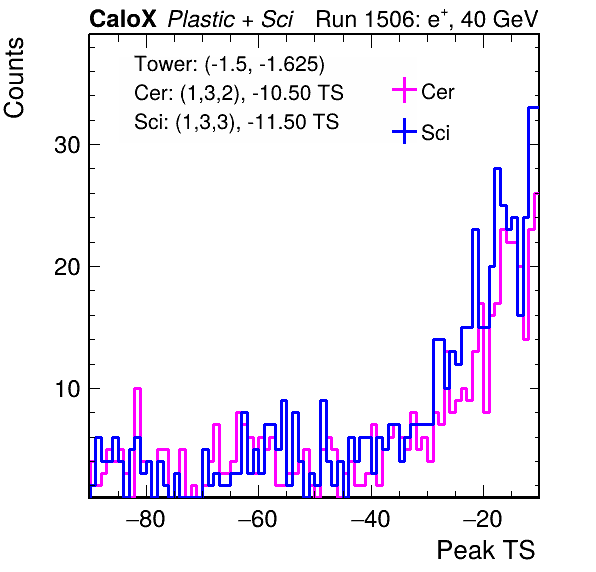 CaloX Plastic + Sci Run 1506: e⁺, 40 GeV
Counts
Tower: (-1.5, -1.625)
Cer: (1,3,2), -10.50 TS
Sci: (1,3,3), -11.50 TS
Cer
Sci
30
20
10
−80 −60 −40 −20
Peak TS